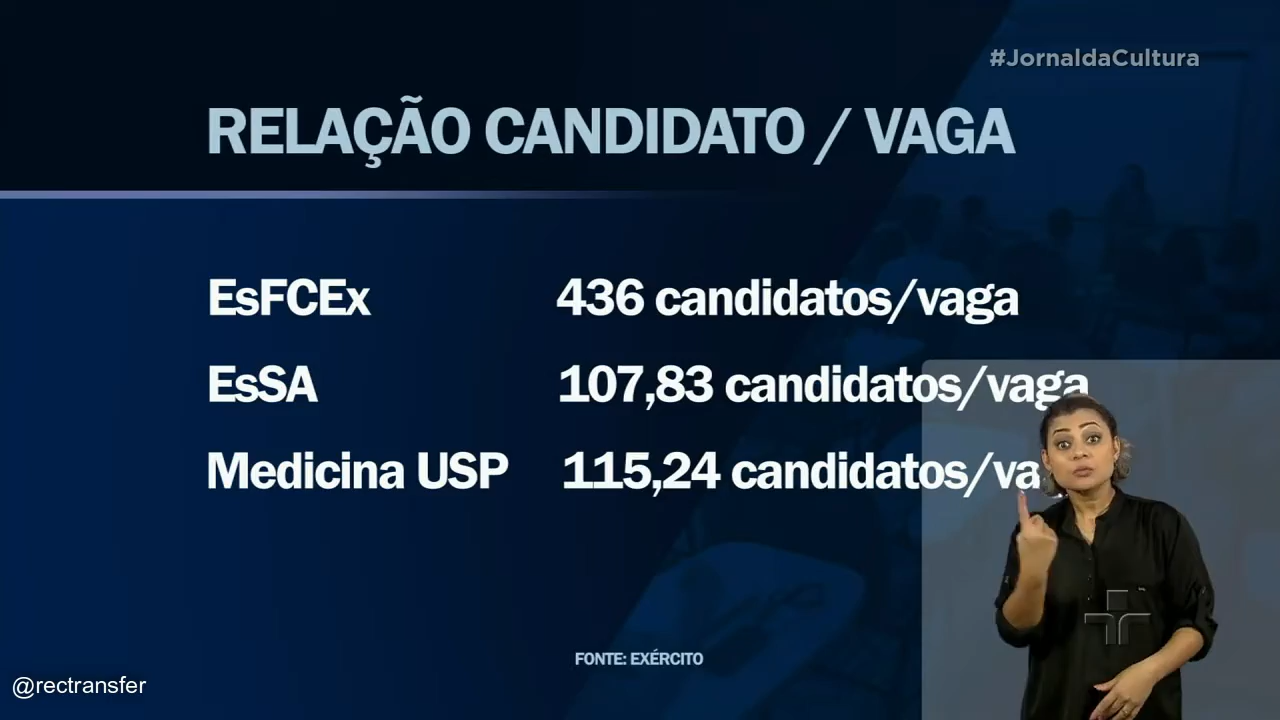 #JornaldaCultura
RELAÇÃO CANDIDATO / VAGA
EsFCEx 436 candidatos/vaga
EsSA 107,83 candidatos/vaga
Medicina USP 115,24 candidatos/va
FONTE: EXÉRCITO
@rectransfer